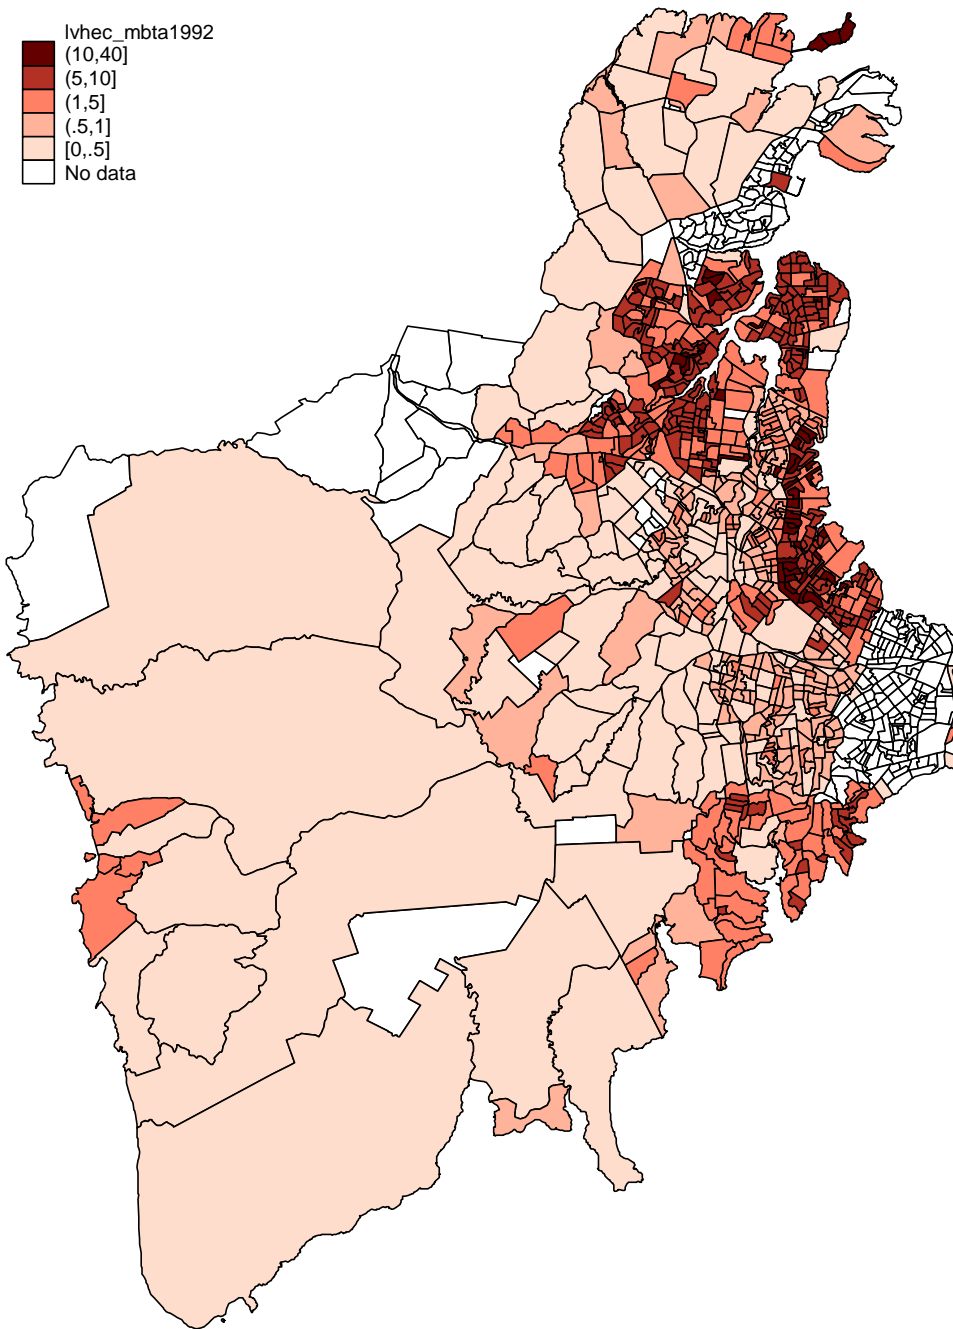 lvhec_mbta1992
(10,40]
(5,10]
(1,5]
(.5,1]
[0,.5]
No data